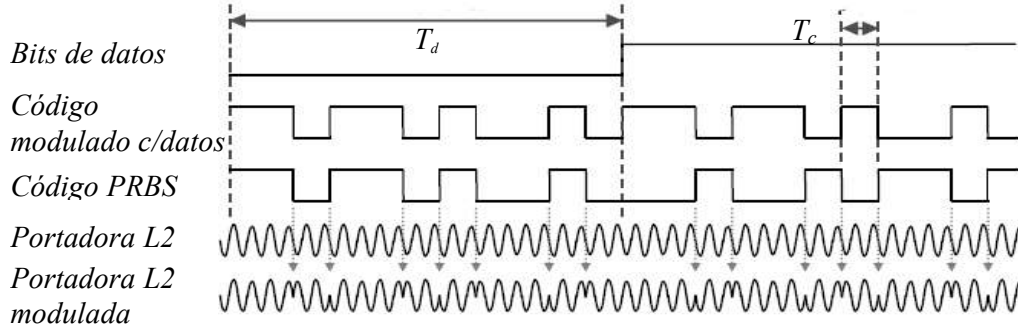 T_d
T_c
Bits de datos
Código
modulado c/datos
Código PRBS
Portadora L2
Portadora L2
modulada